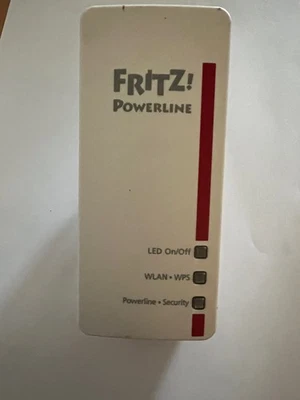 FRITZ!
POWERLINE
LED On/Off
WLAN • WPS
Powerline • Security